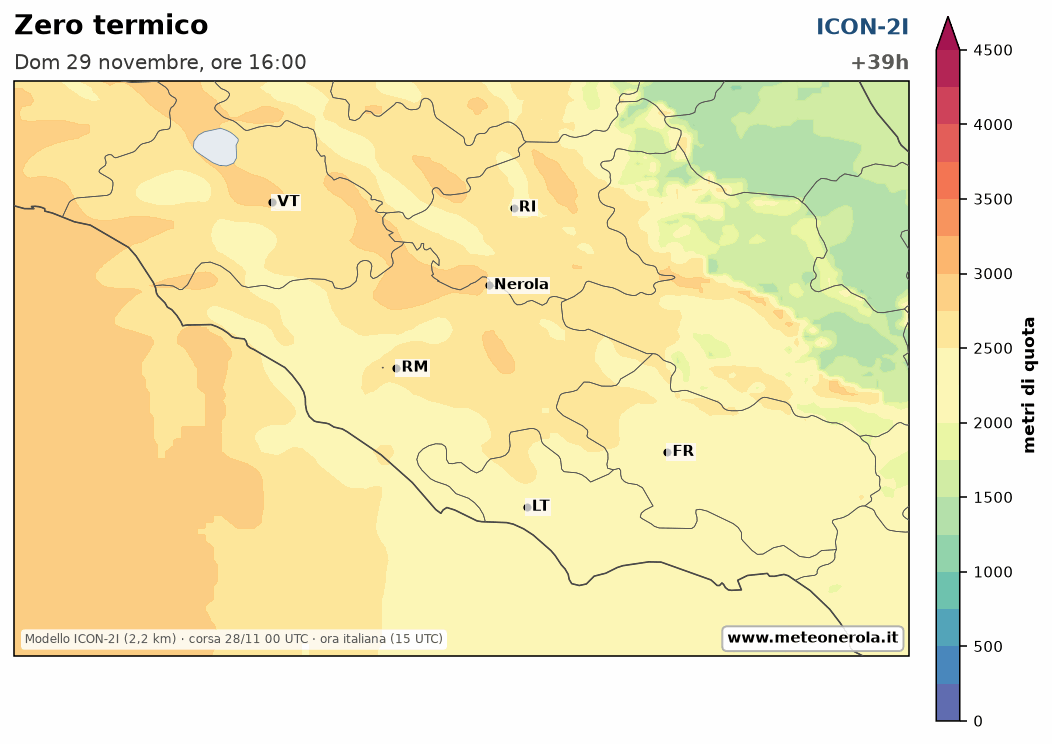 Zero termico
ICON-2I
Dom 29 novembre, ore 16:00
+39h
4500
4000
3500
3000
2500
2000
1500
1000
500
0
metri di quota
VT
RI
Nerola
RM
FR
LT
Modello ICON-2I (2,2 km) · corsa 28/11 00 UTC · ora italiana (15 UTC)
www.meteonerola.it